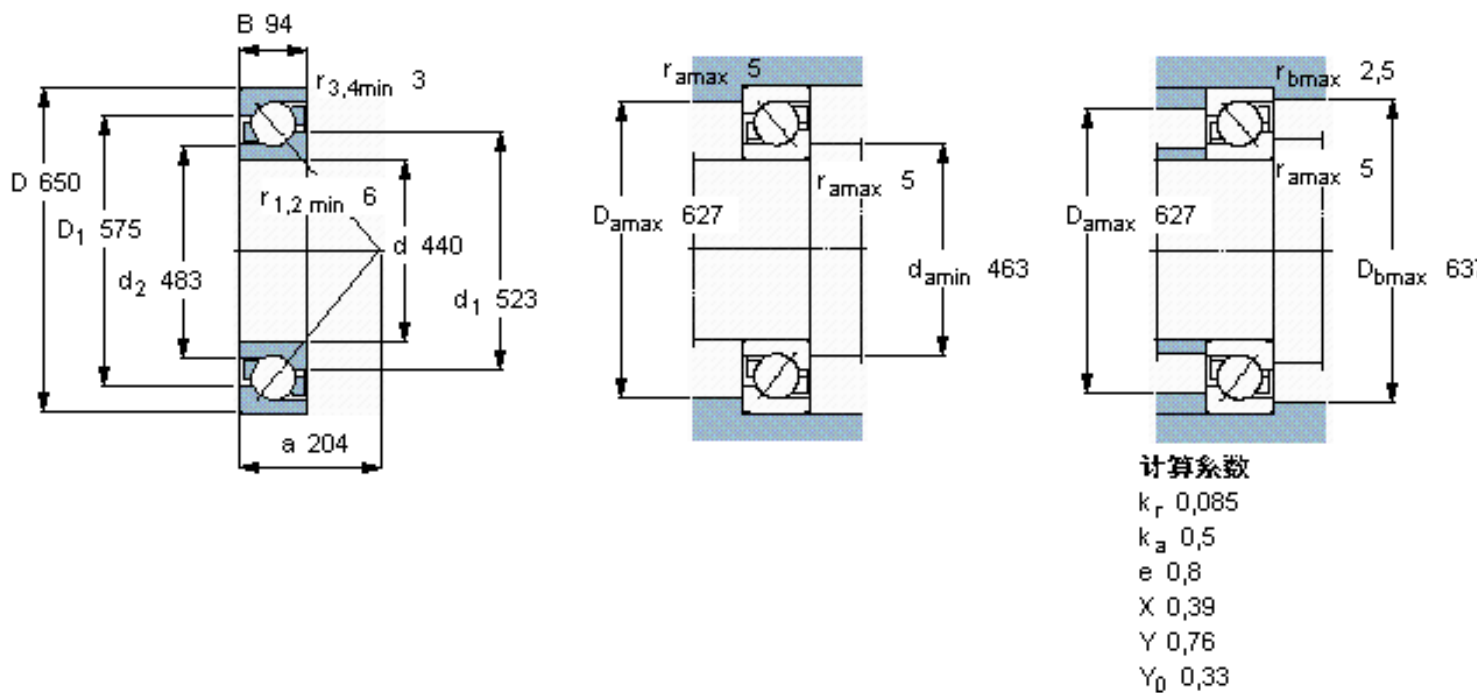 B 94
r3,4min 3
D 650
D1 575
r1,2 min 6
d 440
d2 483
d1 523
a 204
ramax 5
ramax 5
Damax 627
damin 463
rbmax 2,5
ramax 5
Damax 627
Dbmax 637
计算系数
kr 0,085
ka 0,5
e 0,8
X 0,39
Y 0,76
Y0 0,33